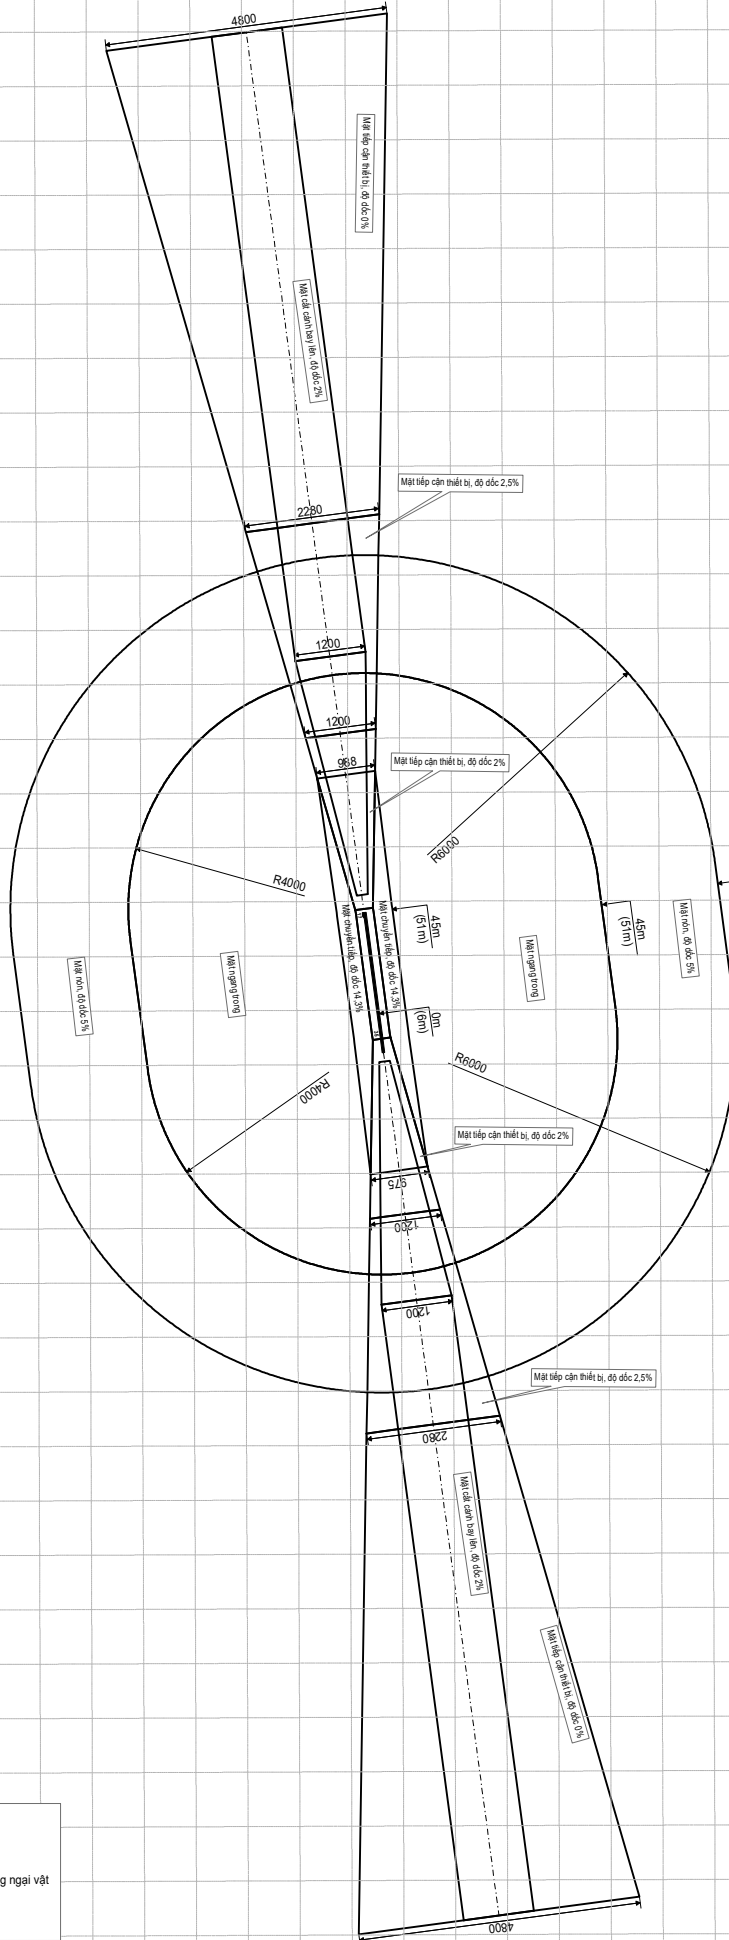 4800
Mặt tiếp cận thiết bị, độ dốc 0%
Mặt cất cánh bay lên, độ dốc 2%
Mặt tiếp cận thiết bị, độ dốc 2,5%
2280
1200
1200
Mặt tiếp cận thiết bị, độ dốc 2%
988
R6000
R4000
Mặt chuyển tiếp, độ dốc 14.3%
Mặt chuyển tiếp, độ dốc 14.3%
45m
(51m)
45m
(51m)
Mặt nón, độ dốc 5%
Mặt ngang trong
Mặt ngang trong
Mặt nón, độ dốc 5%
0m
(6m)
R6000
R4000
Mặt tiếp cận thiết bị, độ dốc 2%
975
1200
1200
Mặt tiếp cận thiết bị, độ dốc 2,5%
2280
Mặt cất cánh bay lên, độ dốc 2%
Mặt tiếp cận thiết bị, độ dốc 0%
g ngại vật
4800